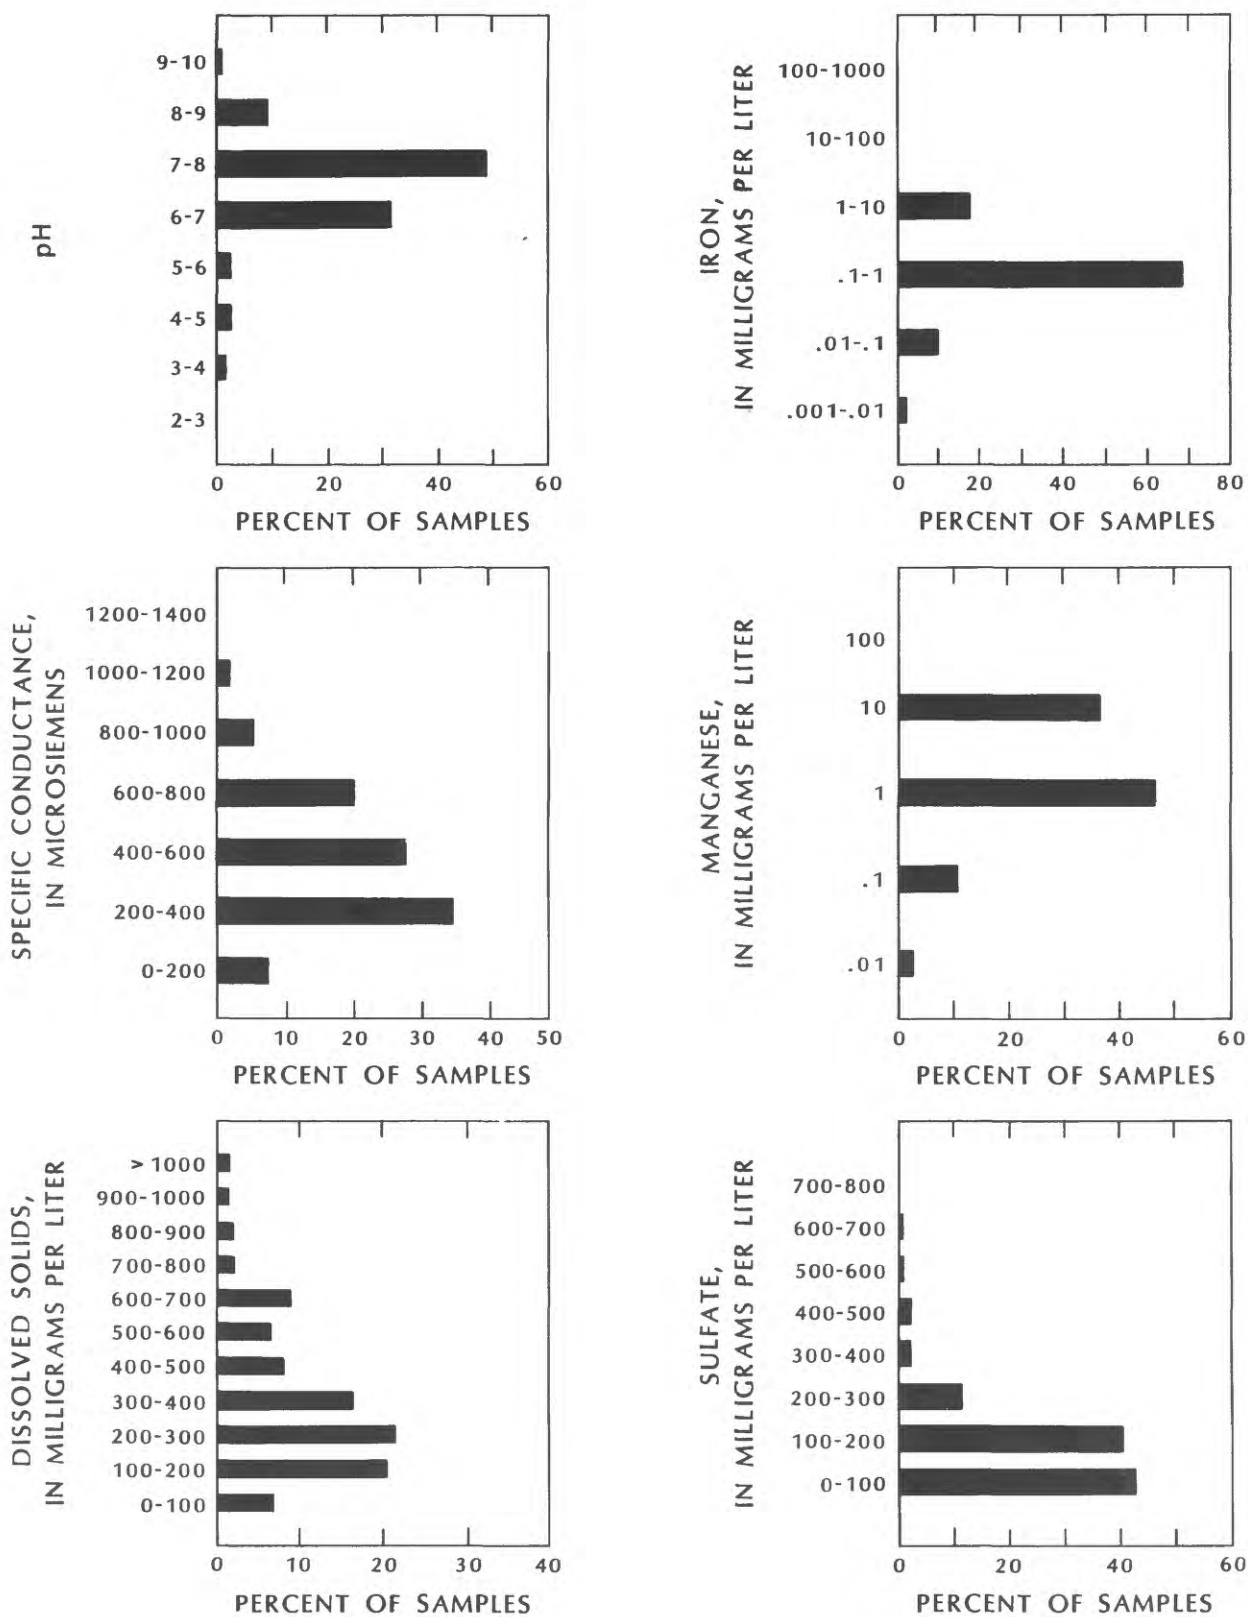 pH
9-10
8-9
7-8
6-7
5-6
4-5
3-4
2-3
0 20 40 60
PERCENT OF SAMPLES
IRON,
IN MILLIGRAMS PER LITER
100-1000
10-100
1-10
.1-1
.01-.1
.001-.01
0 20 40 60 80
PERCENT OF SAMPLES
SPECIFIC CONDUCTANCE,
IN MICROSIEMENS
1200-1400
1000-1200
800-1000
600-800
400-600
200-400
0-200
0 10 20 30 40 50
PERCENT OF SAMPLES
MANGANESE,
IN MILLIGRAMS PER LITER
100
10
1
.1
.01
0 20 40 60
PERCENT OF SAMPLES
DISSOLVED SOLIDS,
IN MILLIGRAMS PER LITER
> 1000
900-1000
800-900
700-800
600-700
500-600
400-500
300-400
200-300
100-200
0-100
0 10 20 30 40
PERCENT OF SAMPLES
SULFATE,
IN MILLIGRAMS PER LITER
700-800
600-700
500-600
400-500
300-400
200-300
100-200
0-100
0 20 40 60
PERCENT OF SAMPLES